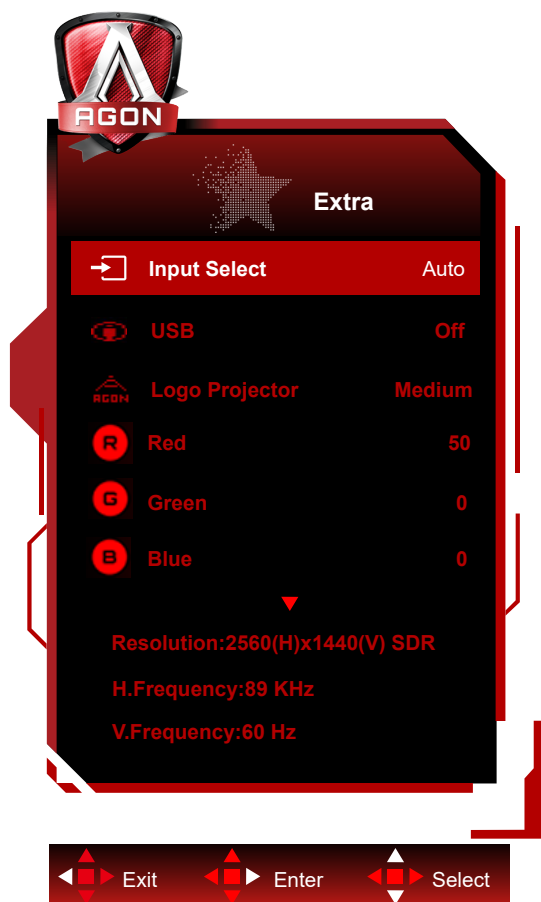 AGON
Extra
Input Select Auto
USB Off
AGON Logo Projector Medium
R Red 50
G Green 0
B Blue 0
Resolution:2560(H)x1440(V) SDR
H.Frequency:89 KHz
V.Frequency:60 Hz
Exit Enter Select